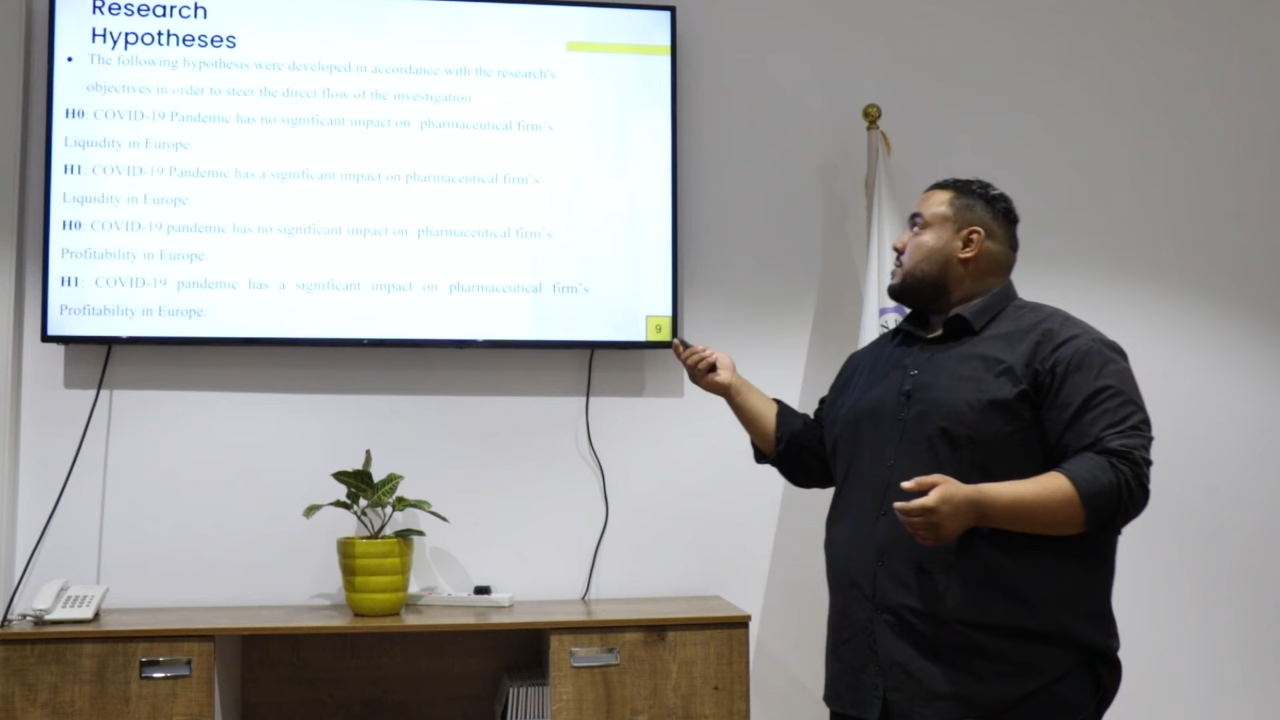 Research
Hypotheses
• The following hypothesis were developed in accordance with the research's
objectives in order to steer the direct flow of the investigation.
H0: COVID-19 Pandemic has no significant impact on pharmaceutical firm's
Liquidity in Europe.
H1: COVID-19 Pandemic has a significant impact on pharmaceutical firm's
Liquidity in Europe.
H0: COVID-19 pandemic has no significant impact on pharmaceutical firm's
Profitability in Europe.
H1: COVID-19 pandemic has a significant impact on pharmaceutical firm's
Profitability in Europe.
9